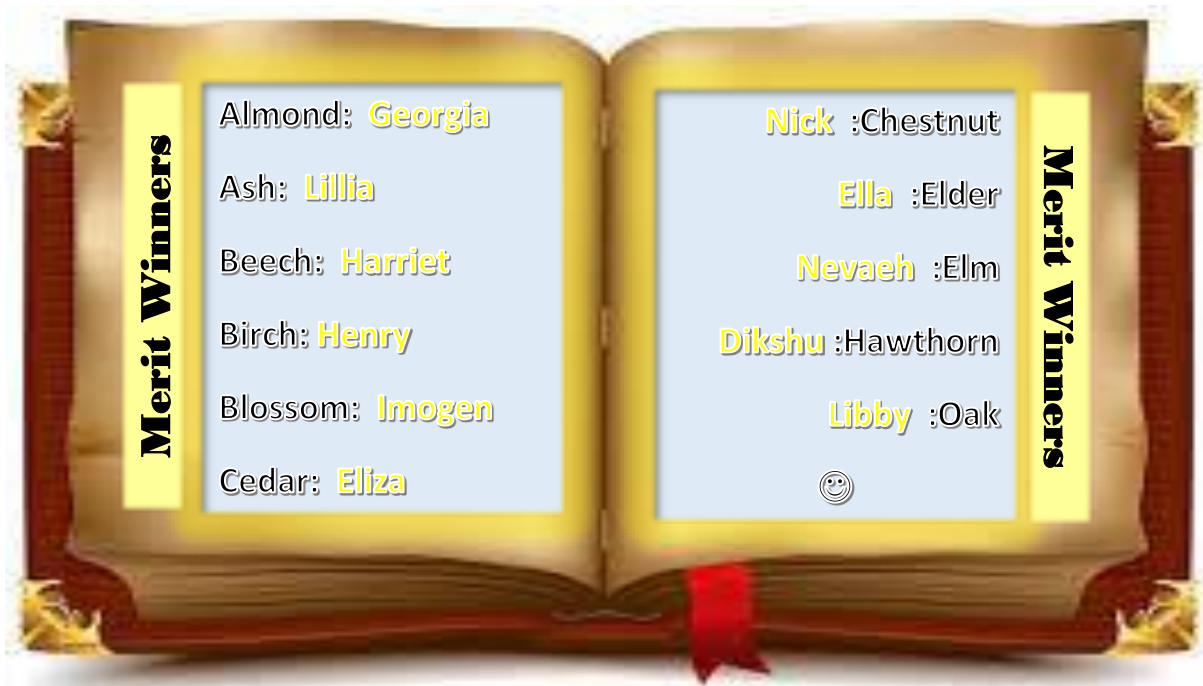 Merit Winners
Almond: Georgia
Ash: Lillia
Beech: Harriet
Birch: Henry
Blossom: Imogen
Cedar: Eliza
Nick :Chestnut
Ella :Elder
Nevaeh :Elm
Dikshu :Hawthorn
Libby :Oak
☺
Merit Winners